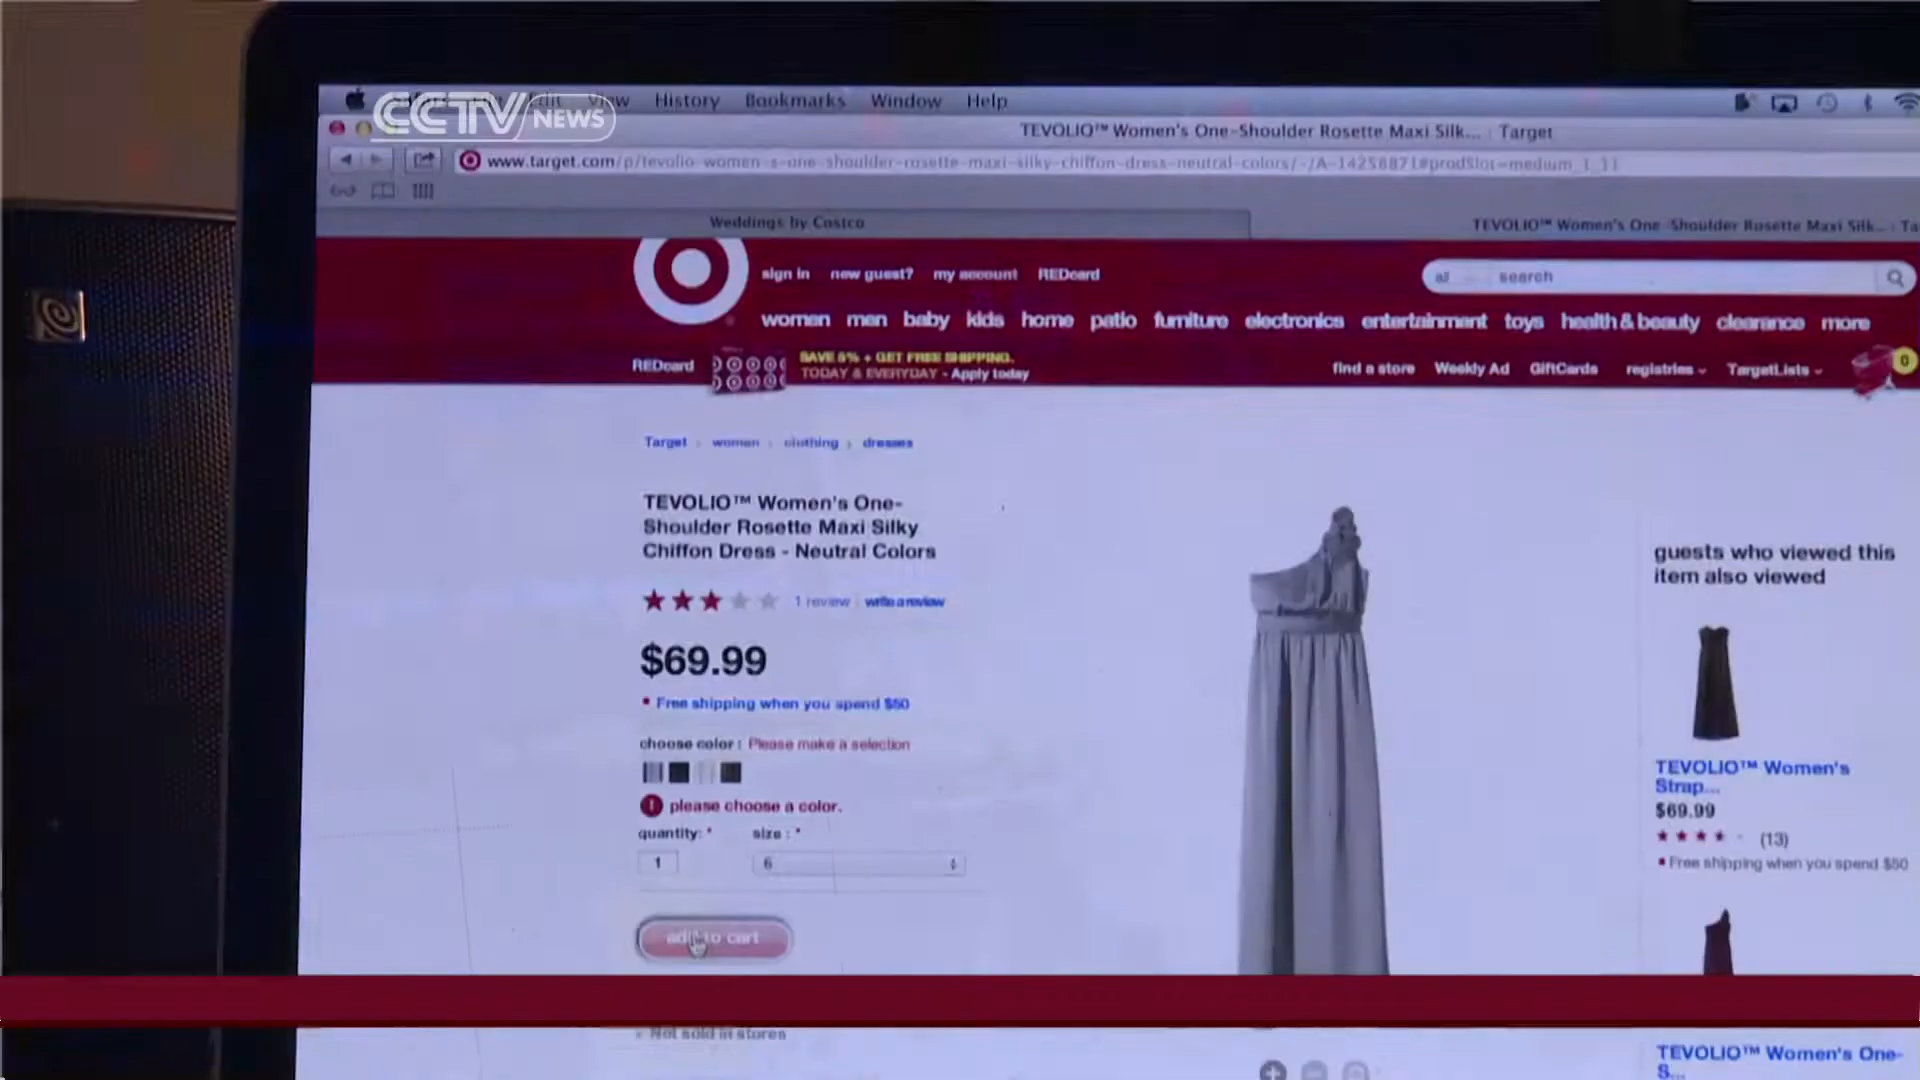 CCTV NEWS
View History Bookmarks Window Help
TEVOLIO™ Women's One-Shoulder Rosette Maxi Silk... : Target
www.target.com/p/tevolio-women-s-one-shoulder-rosette-maxi-silky-chiffon-dress-neutral-colors/-/A-14258871#prodSlot=medium_1_11
Weddings by Costco
TEVOLIO™ Women's One-Shoulder Rosette Maxi Silk... : Ta
sign in new guest? my account REDcard
all search
women men baby kids home patio furniture electronics entertainment toys health & beauty clearance more
REDcard
SAVE 5% + GET FREE SHIPPING.
TODAY & EVERYDAY - Apply today
find a store Weekly Ad GiftCards registries TargetLists 0
Target women clothing dresses
TEVOLIO™ Women's One-
Shoulder Rosette Maxi Silky
Chiffon Dress - Neutral Colors
1 review write a review
$69.99
Free shipping when you spend $50
choose color : Please make a selection
please choose a color.
quantity: * size : *
1 6
add to cart
Not sold in stores
guests who viewed this
item also viewed
TEVOLIO™ Women's
Strap...
$69.99
(13)
Free shipping when you spend $50
TEVOLIO™ Women's One-
S...